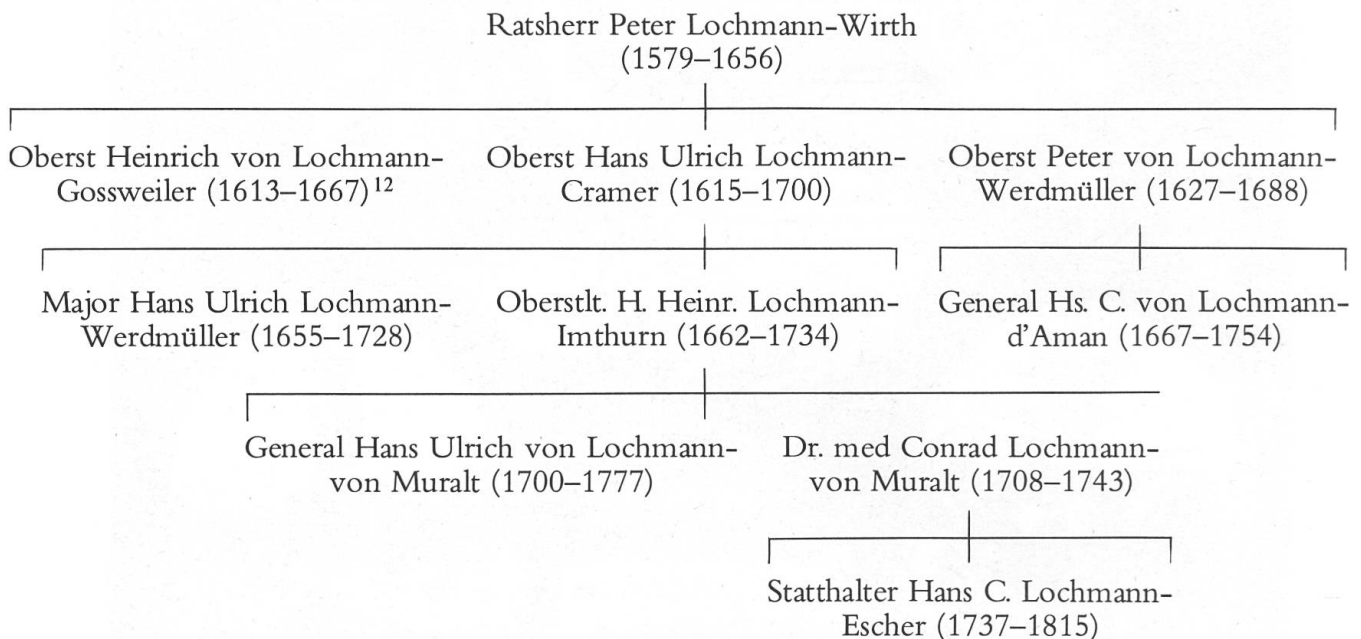 Ratsherr Peter Lochmann-Wirth
(1579–1656)
Oberst Heinrich von Lochmann-
Gossweiler (1613–1667)¹²
Oberst Hans Ulrich Lochmann-
Cramer (1615–1700)
Oberst Peter von Lochmann-
Werdmüller (1627–1688)
Major Hans Ulrich Lochmann-
Werdmüller (1655–1728)
Oberstlt. H. Heinr. Lochmann-
Imthurn (1662–1734)
General Hs. C. von Lochmann-
d'Aman (1667–1754)
General Hans Ulrich von Lochmann-
von Muralt (1700–1777)
Dr. med Conrad Lochmann-
von Muralt (1708–1743)
Statthalter Hans C. Lochmann-
Escher (1737–1815)